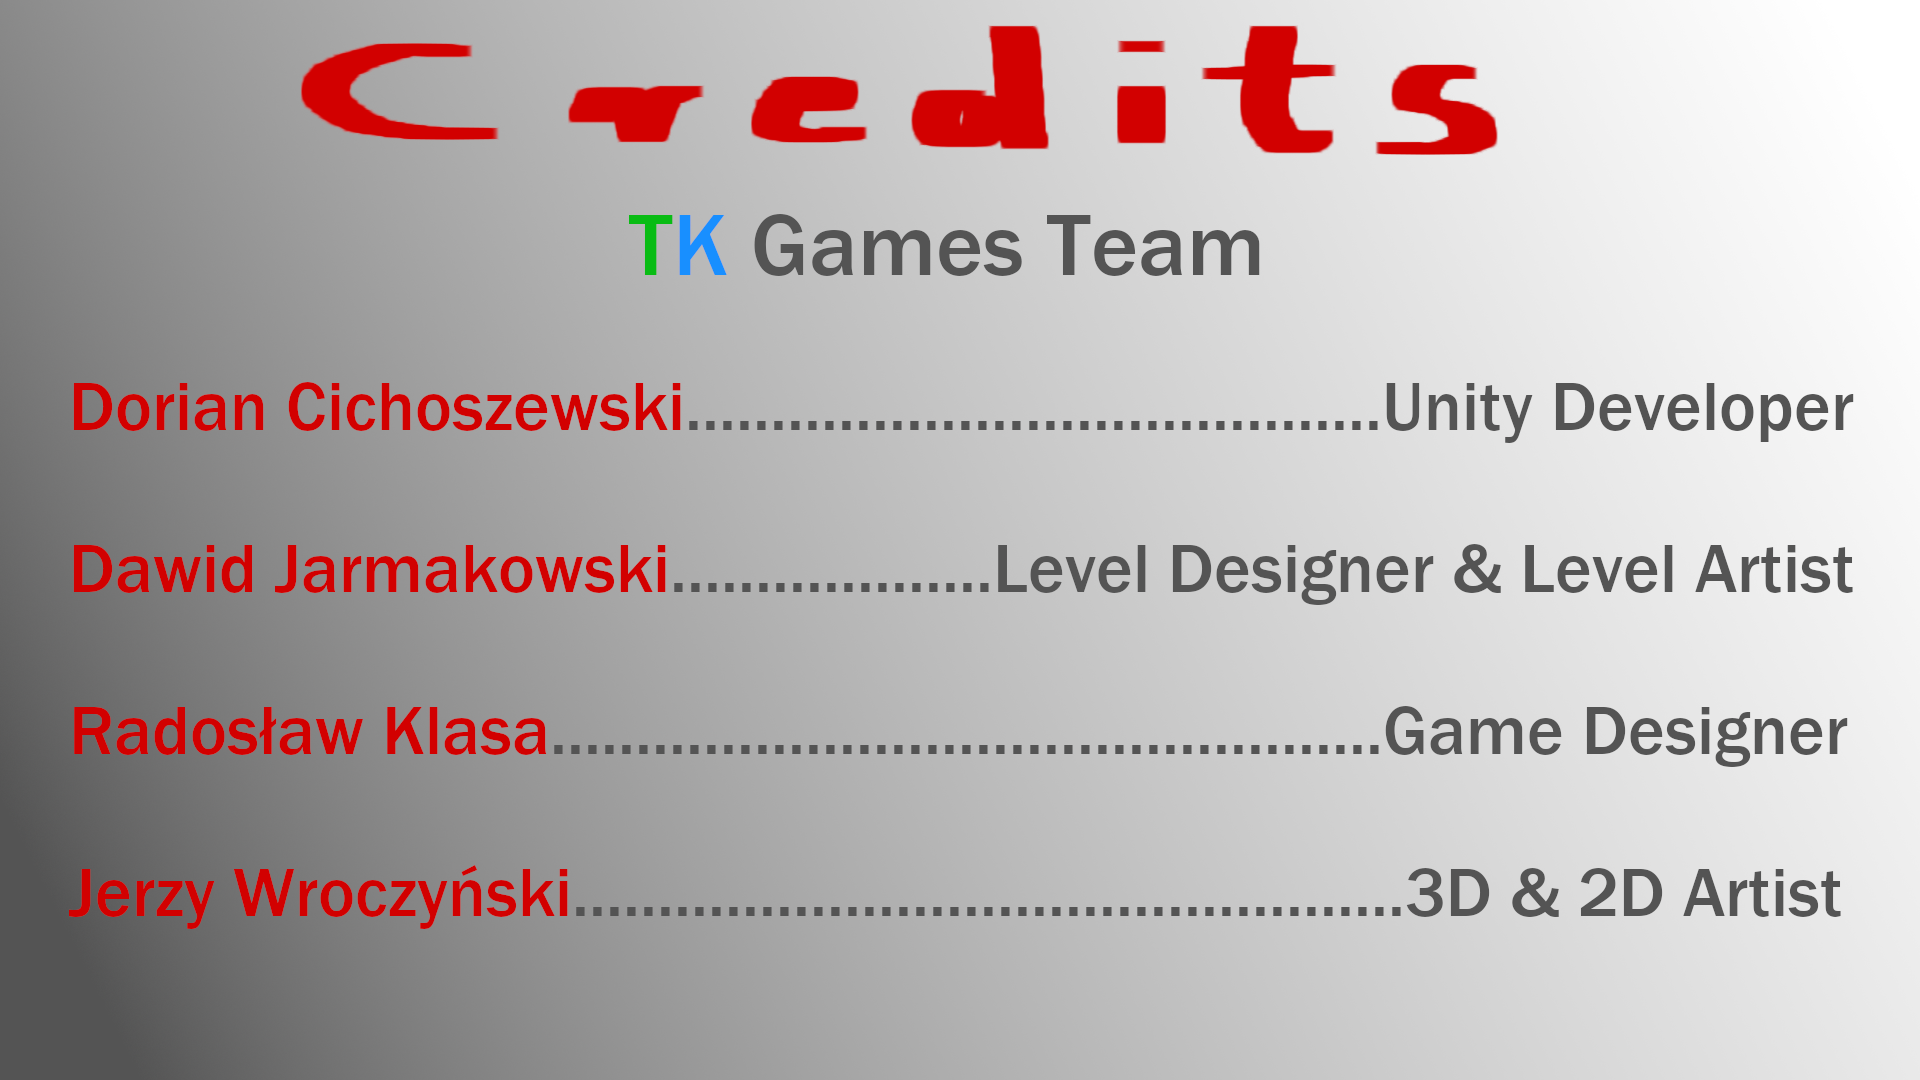 Credits
TK Games Team
Dorian Cichoszewski.........................................Unity Developer
Dawid Jarmakowski...................Level Designer & Level Artist
Radosław Klasa.................................................Game Designer
Jerzy Wroczyński.................................................3D & 2D Artist